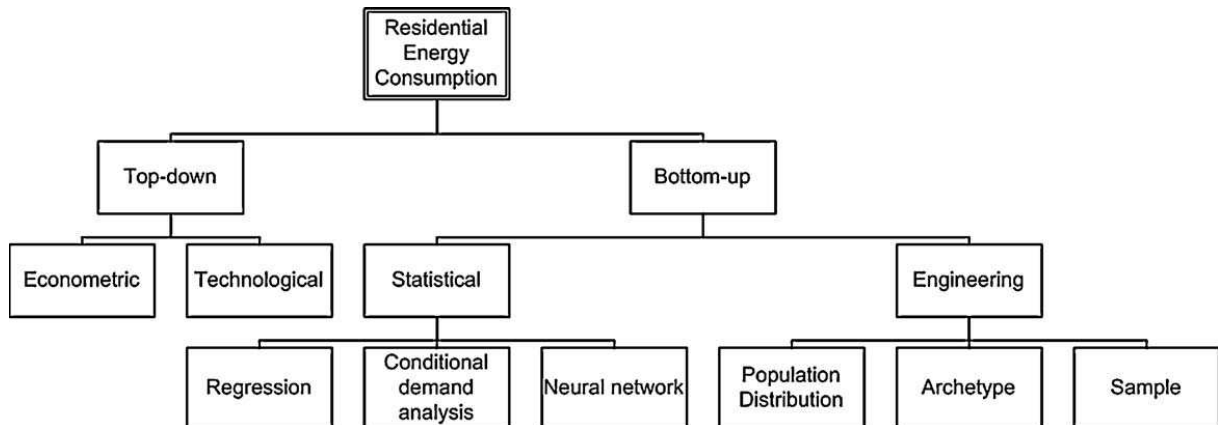 Residential
Energy
Consumption
Top-down
Bottom-up
Econometric
Technological
Statistical
Engineering
Regression
Conditional
demand
analysis
Neural network
Population
Distribution
Archetype
Sample